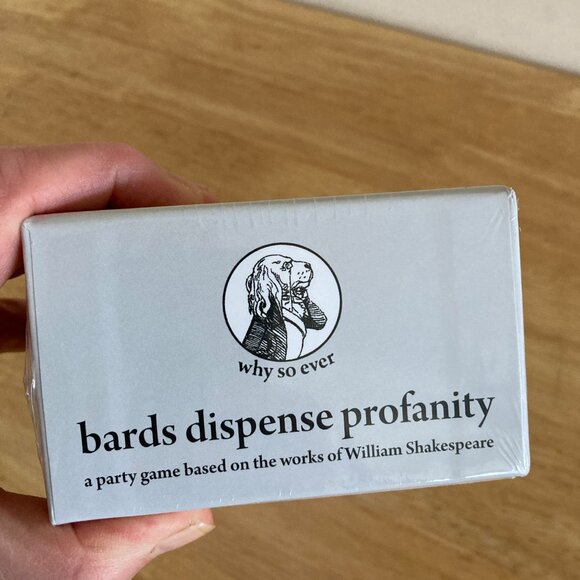 why so ever
bards dispense profanity
a party game based on the works of William Shakespeare